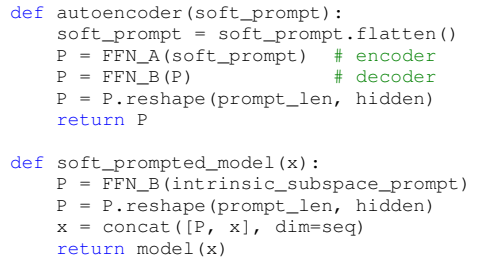 def autoencoder(soft_prompt):
    soft_prompt = soft_prompt.flatten()
    P = FFN_A(soft_prompt)  # encoder
    P = FFN_B(P)            # decoder
    P = P.reshape(prompt_len, hidden)
    return P

def soft_prompted_model(x):
    P = FFN_B(intrinsic_subspace_prompt)
    P = P.reshape(prompt_len, hidden)
    x = concat([P, x], dim=seq)
    return model(x)